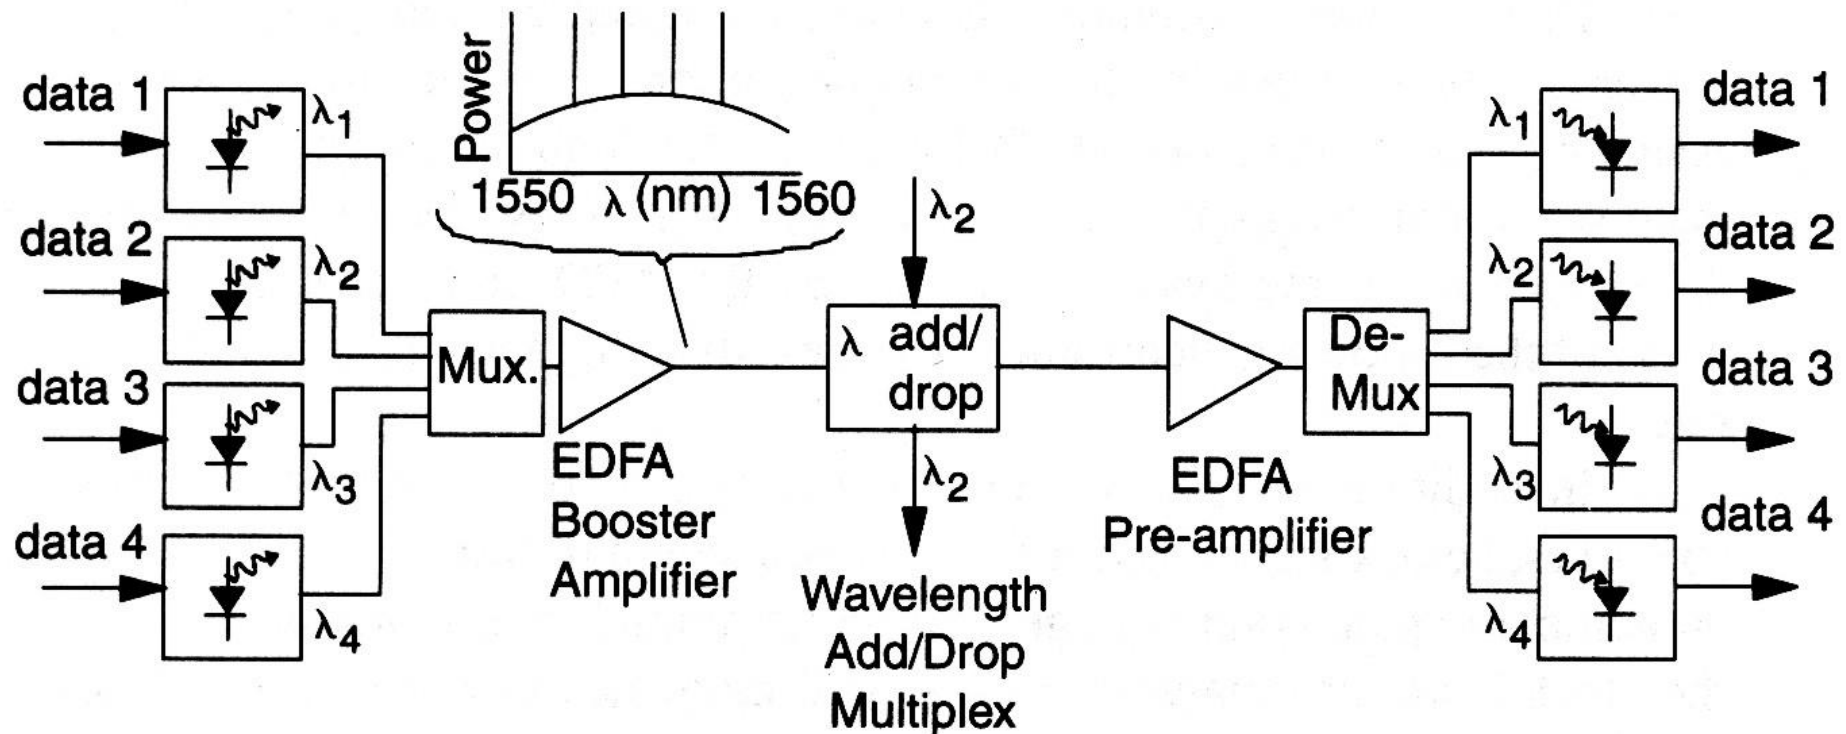 data 1
λ1
data 2
λ2
data 3
λ3
data 4
λ4
Power
1550 λ (nm) 1560
Mux.
EDFA
Booster
Amplifier
λ2
λ add/
drop
λ2
Wavelength
Add/Drop
Multiplex
EDFA
Pre-amplifier
De-
Mux
λ1
data 1
λ2
data 2
λ3
data 3
λ4
data 4